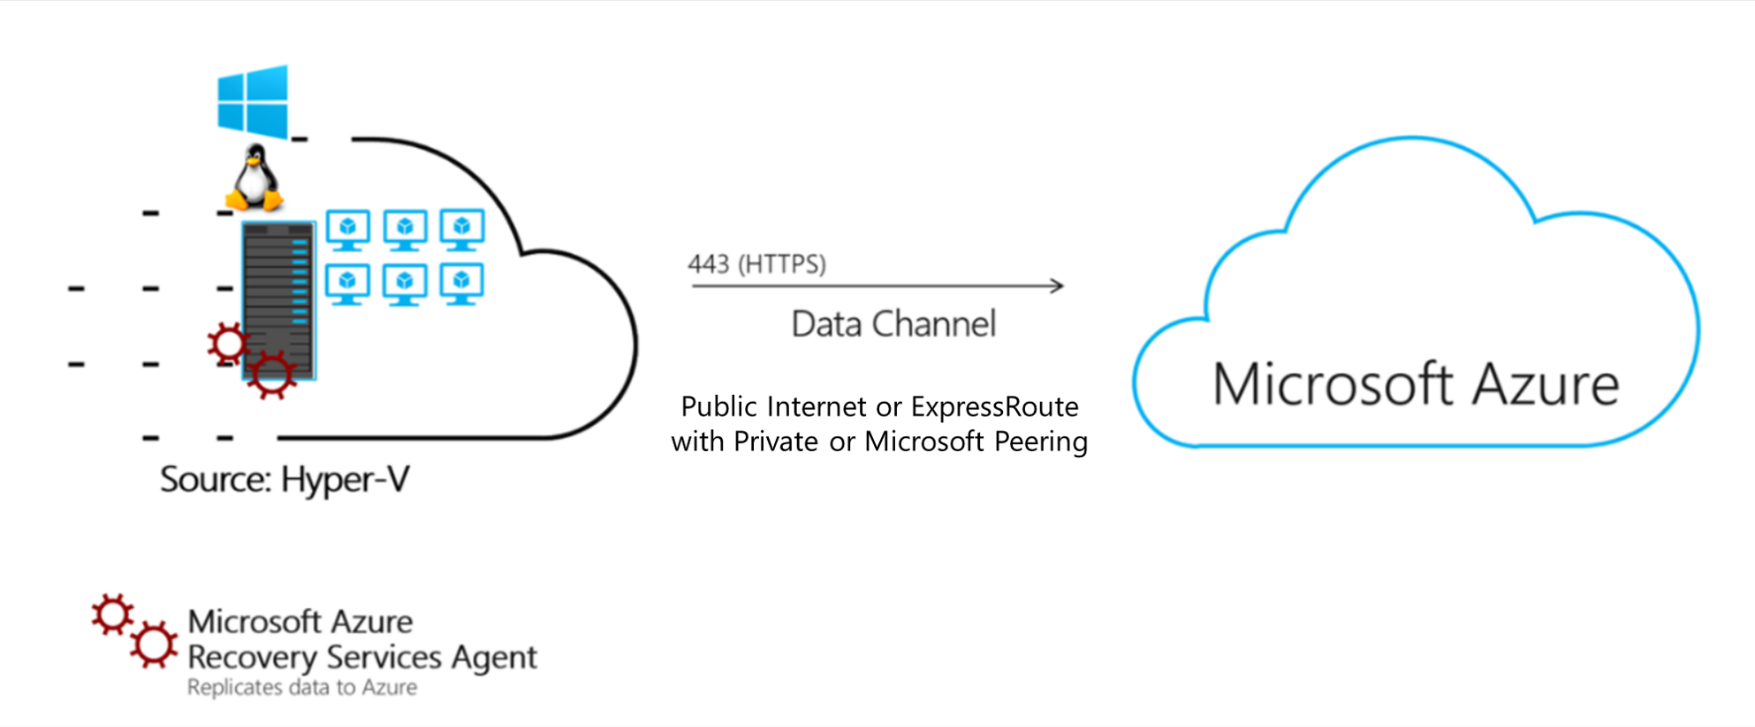 443 (HTTPS)
Data Channel
Microsoft Azure
Public Internet or ExpressRoute
with Private or Microsoft Peering
Source: Hyper-V
Microsoft Azure
Recovery Services Agent
Replicates data to Azure